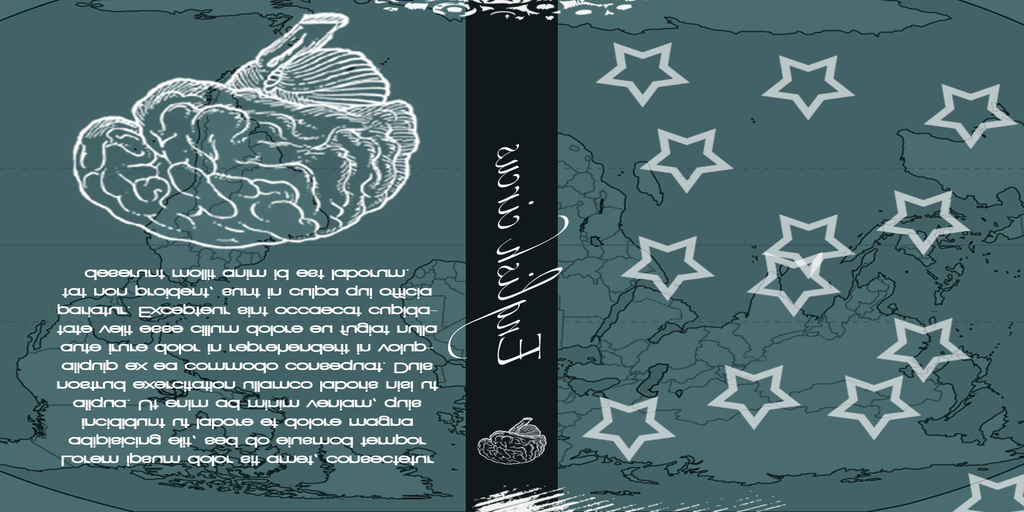 Lorem ipsum dolor sit amet, consectetur
adipisicing elit, sed do eiusmod tempor
incididunt ut labore et dolore magna
aliqua. Ut enim ad minim veniam, quis
nostrud exercitation ullamco laboris nisi ut
aliquip ex ea commodo consequat. Duis
aute irure dolor in reprehenderit in volup-
tate velit esse cillum dolore eu fugiat nulla
pariatur. Excepteur sint occaecat cupida-
tat non proident, sunt in culpa qui officia
deserunt mollit anim id est laborum.
English circus